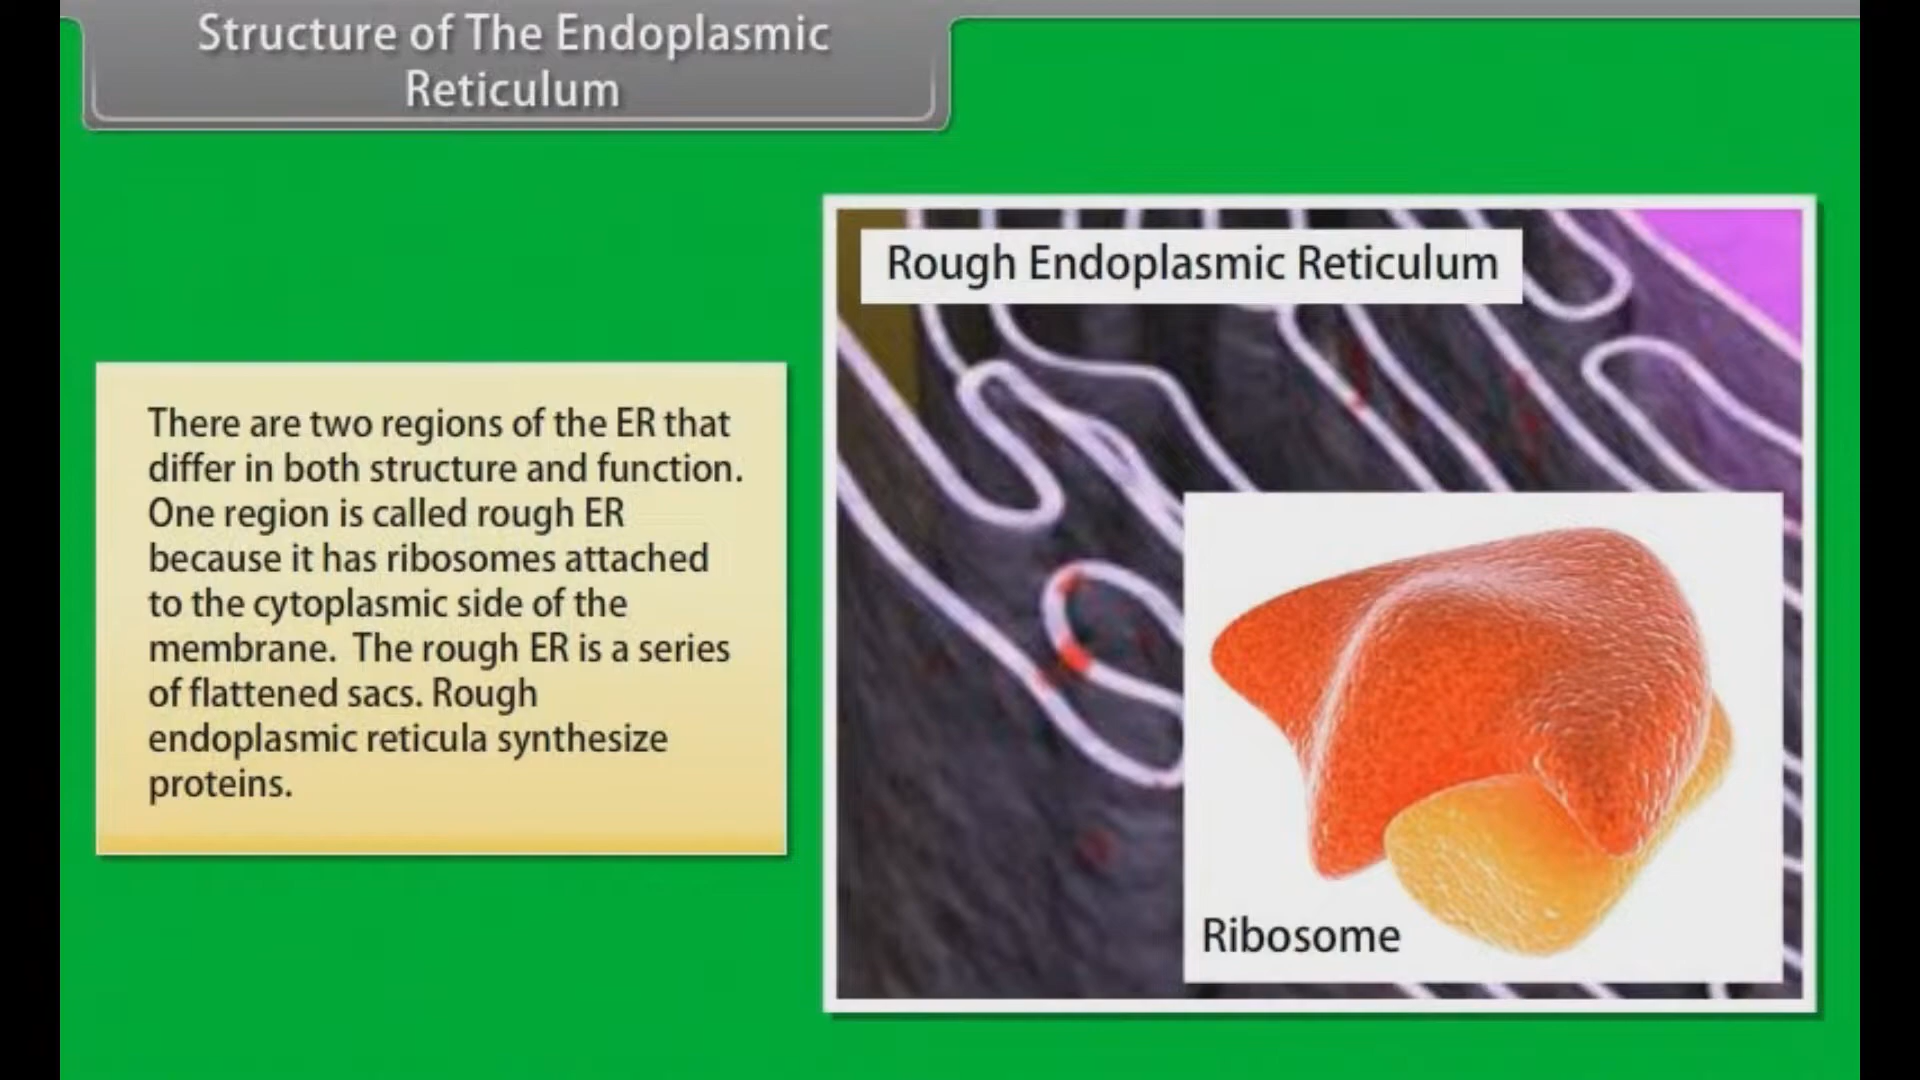 Structure of The Endoplasmic
Reticulum
Rough Endoplasmic Reticulum
There are two regions of the ER that
differ in both structure and function.
One region is called rough ER
because it has ribosomes attached
to the cytoplasmic side of the
membrane.  The rough ER is a series
of flattened sacs. Rough
endoplasmic reticula synthesize
proteins.
Ribosome